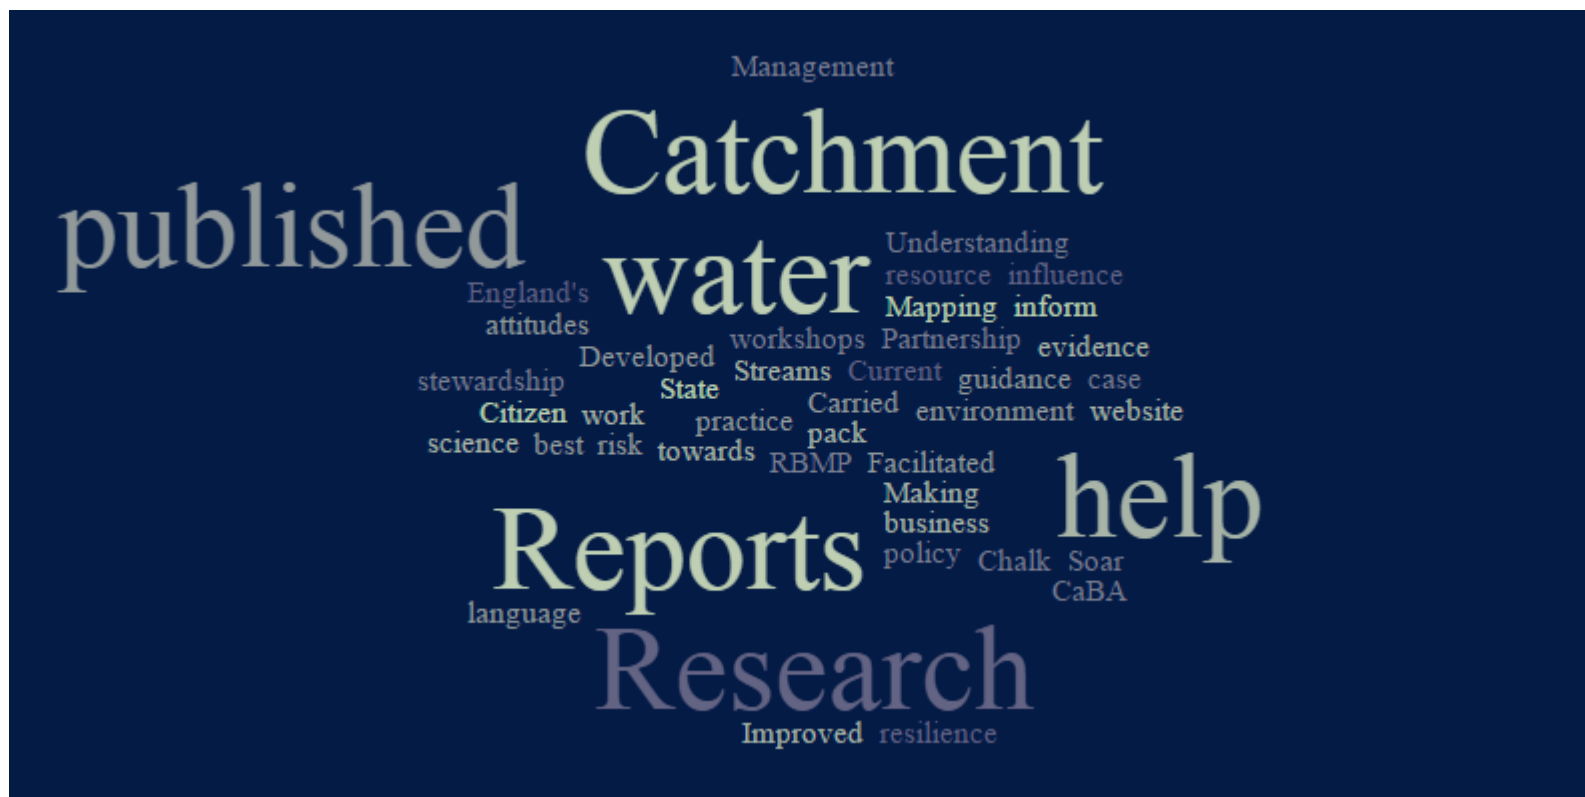 Management
Catchment
published
water
Understanding
resource influence
England's
Mapping inform
attitudes
workshops Partnership
evidence
Developed
Streams Current
stewardship
guidance case
State
Carried
Citizen work
environment website
practice
pack
science best risk
towards
RBMP Facilitated
help
Making
Reports
business
policy
Chalk Soar
CaBA
language
Research
Improved resilience